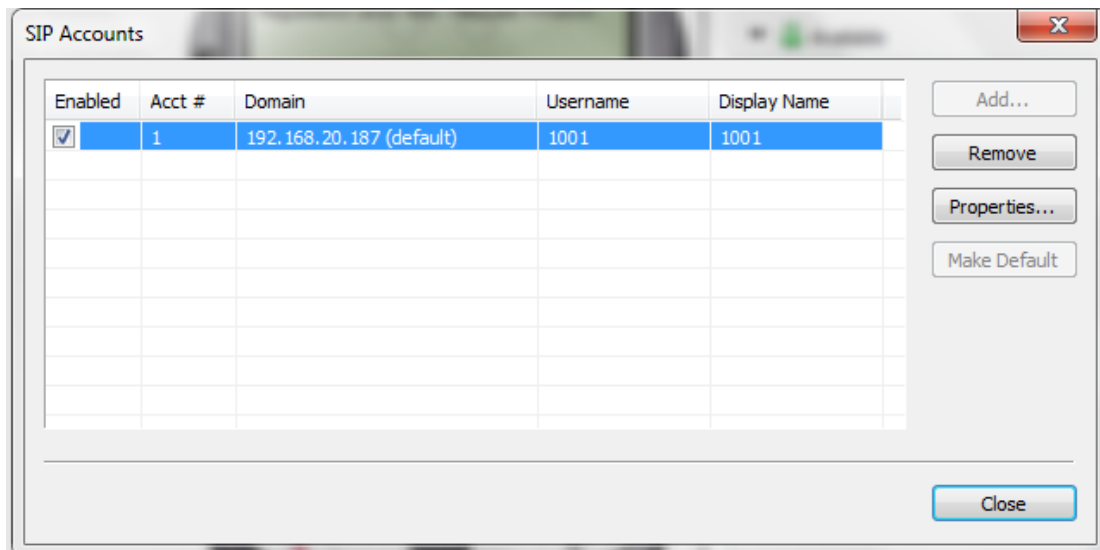 SIP Accounts
Enabled Acct # Domain Username Display Name
1 192.168.20.187 (default) 1001 1001
Add...
Remove
Properties...
Make Default
Close